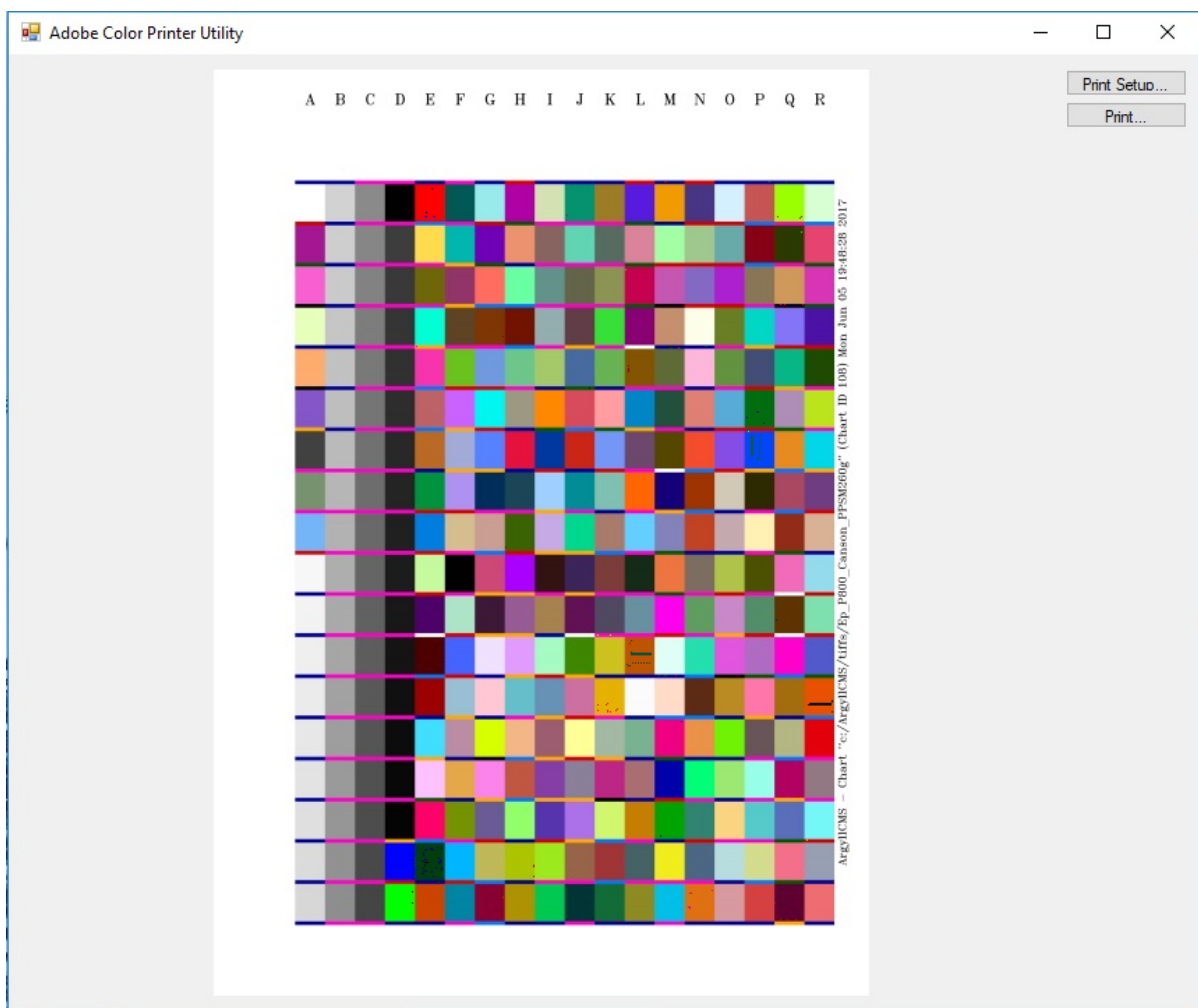 Adobe Color Printer Utility
Print Setup...
Print...
A B C D E F G H I J K L M N O P Q R
ArgyllCMS - Chart "c:/ArgyllCMS/tiffs/Ep_P800_Canson_PPSM260g" (Chart ID 108) Mon Jun 05 19:48:28 2017